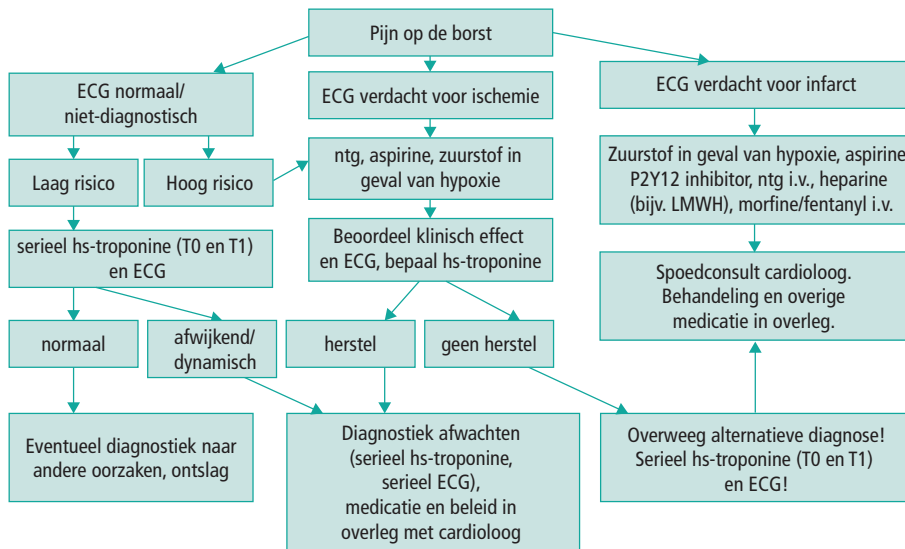 Pijn op de borst
ECG normaal/
niet-diagnostisch
ECG verdacht voor ischemie
ECG verdacht voor infarct
Laag risico
Hoog risico
ntg, aspirine, zuurstof in
geval van hypoxie
Zuurstof in geval van hypoxie, aspirine
P2Y12 inhibitor, ntg i.v., heparine
(bijv. LMWH), morfine/fentanyl i.v.
serieel hs-troponine (T0 en T1)
en ECG
Beoordeel klinisch effect
en ECG, bepaal hs-troponine
Spoedconsult cardioloog.
Behandeling en overige
medicatie in overleg.
normaal
afwijkend/
dynamisch
herstel
geen herstel
Eventueel diagnostiek naar
andere oorzaken, ontslag
Diagnostiek afwachten
(serieel hs-troponine,
serieel ECG),
medicatie en beleid in
overleg met cardioloog
Overweeg alternatieve diagnose!
Serieel hs-troponine (T0 en T1)
en ECG!